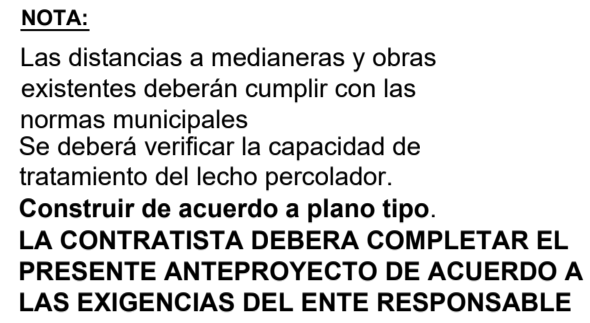 NOTA:
Las distancias a medianeras y obras
existentes deberán cumplir con las
normas municipales
Se deberá verificar la capacidad de
tratamiento del lecho percolador.
Construir de acuerdo a plano tipo.
LA CONTRATISTA DEBERA COMPLETAR EL
PRESENTE ANTEPROYECTO DE ACUERDO A
LAS EXIGENCIAS DEL ENTE RESPONSABLE